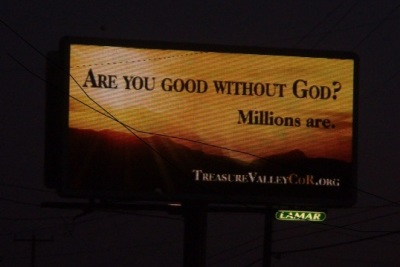 ARE YOU GOOD WITHOUT GOD?
Millions are.
TREASUREVALLEYCOR.ORG
LAMAR